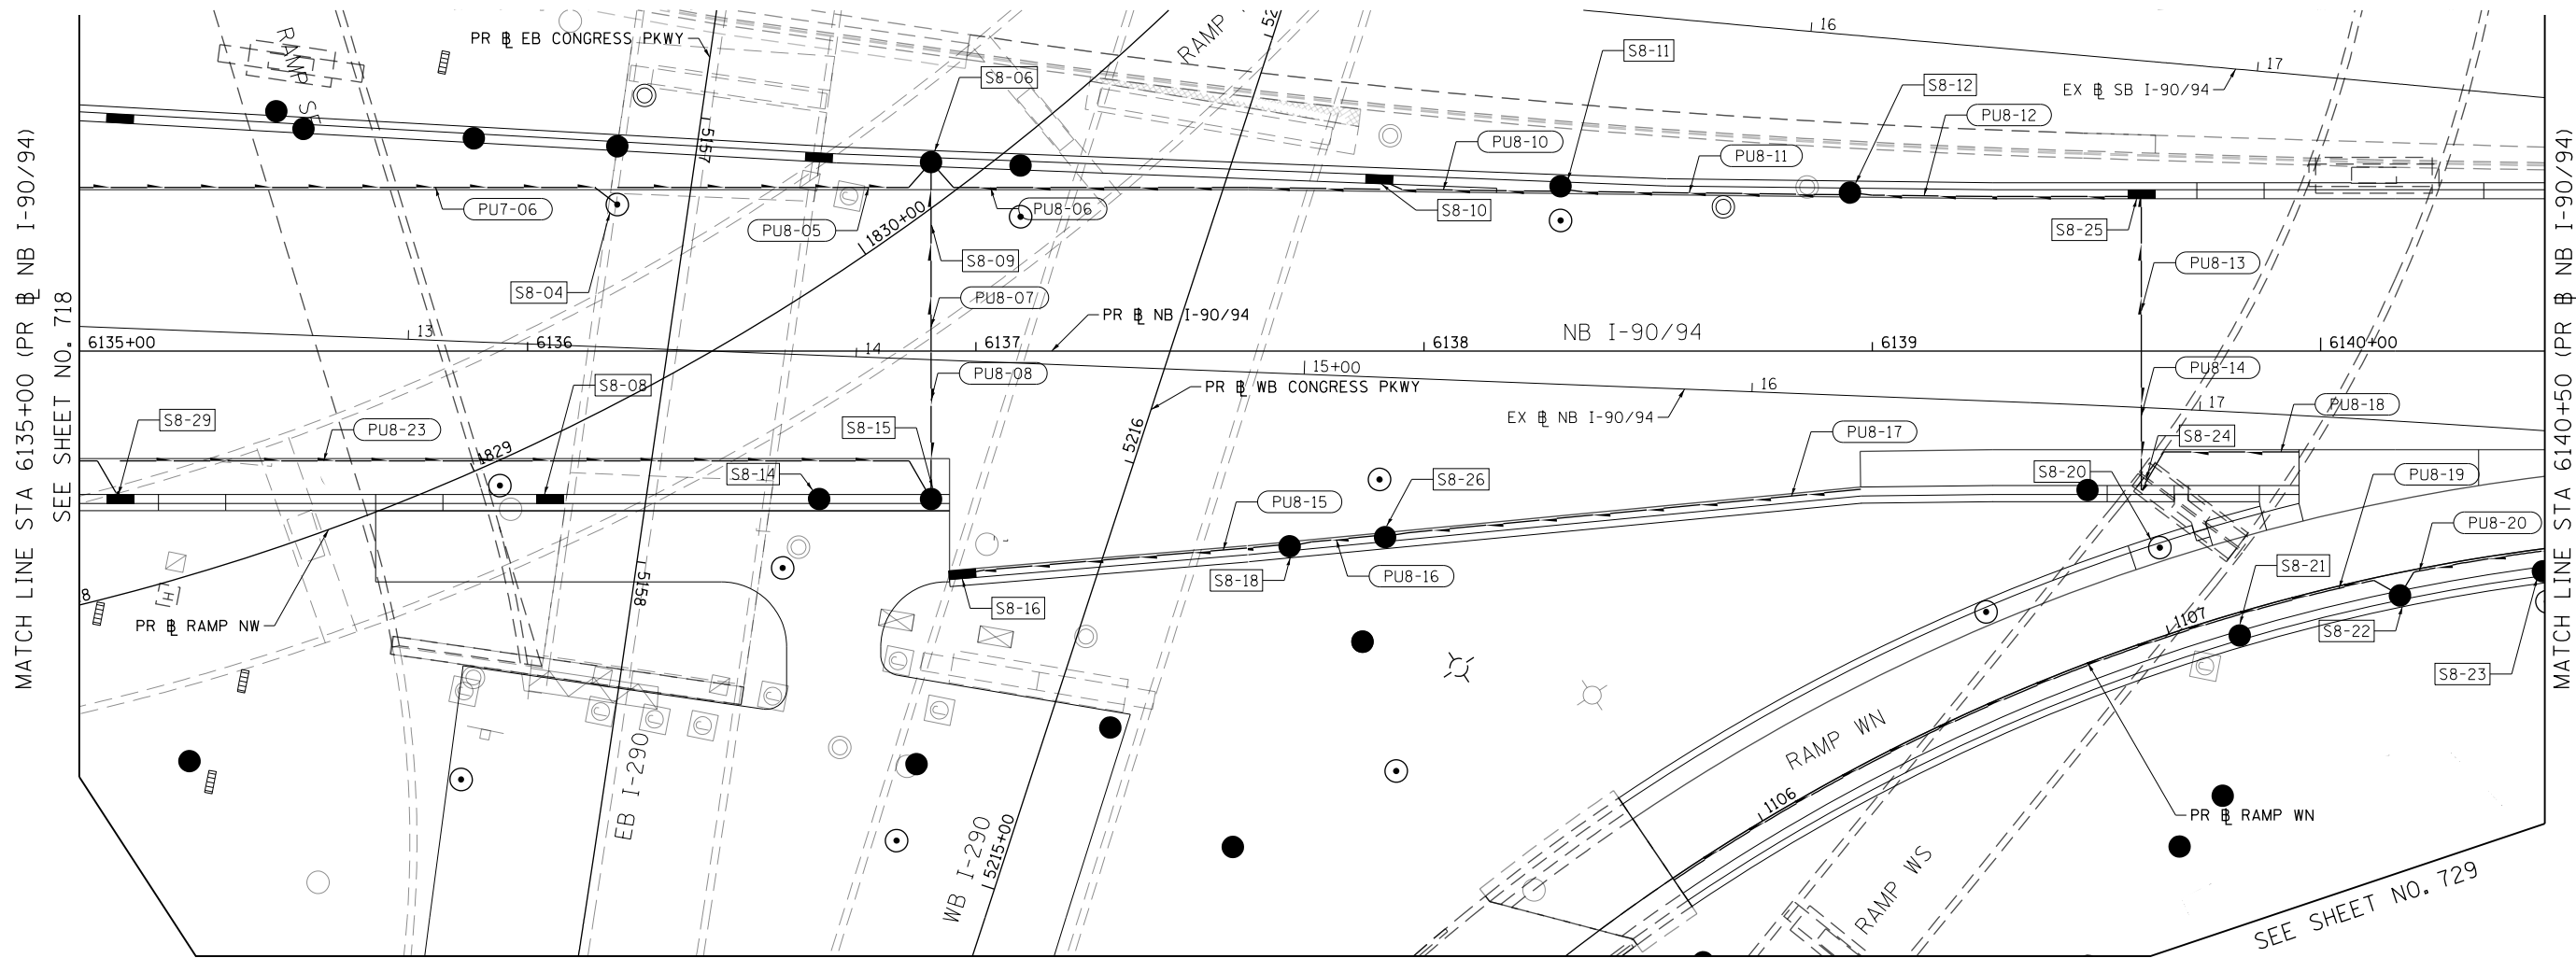 MATCH LINE STA 6135+00 (PR ⅊ NB I-90/94)
SEE SHEET NO. 718
RAMP SE
PR ⅊ EB CONGRESS PKWY
5157
S8-06
RAMP
52
S8-11
16
17
EX ⅊ SB I-90/94
S8-12
PU8-12
PU8-10
PU8-11
PU7-06
PU8-05
1830+00
PU8-06
S8-10
S8-25
S8-04
S8-09
PU8-07
PU8-13
PR ⅊ NB I-90/94
NB I-90/94
6135+00
13
6136
14
6137
15+00
6138
16
6139
17
6140+00
PU8-08
PR ⅊ WB CONGRESS PKWY
PU8-14
S8-08
EX ⅊ NB I-90/94
PU8-18
S8-29
PU8-23
S8-15
5216
PU8-17
S8-24
1829
S8-14
S8-26
S8-20
PU8-19
PU8-15
PU8-20
8
5158
S8-16
S8-18
PU8-16
S8-21
PR ⅊ RAMP NW
1107
S8-22
S8-23
EB I-290
WB I-290
5215+00
RAMP WN
1106
PR ⅊ RAMP WN
RAMP WS
SEE SHEET NO. 729
MATCH LINE STA 6140+50 (PR ⅊ NB I-90/94)